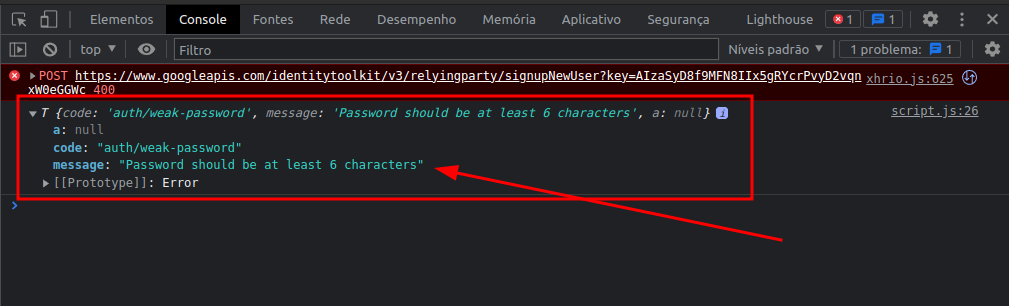 Elementos Console Fontes Rede Desempenho Memória Aplicativo Segurança Lighthouse 1 1
top Filtro Níveis padrão 1 problema: 1
POST https://www.googleapis.com/identitytoolkit/v3/relyingparty/signupNewUser?key=AIzaSyD8f9MFN8IIx5gRYcrPvyD2vqn xhrio.js:625
xW0eGGWc 400
T {code: 'auth/weak-password', message: 'Password should be at least 6 characters', a: null} i script.js:26
a: null
code: "auth/weak-password"
message: "Password should be at least 6 characters"
[[Prototype]]: Error